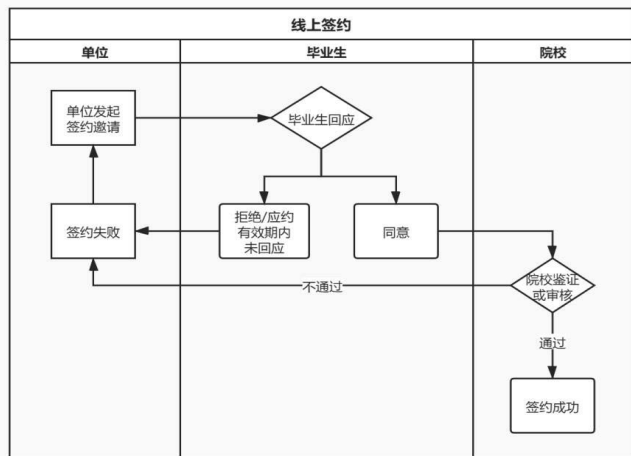 线上签约
单位
毕业生
院校
单位发起
签约邀请
毕业生回应
签约失败
拒绝/应约
有效期内
未回应
同意
院校鉴证
或审核
不通过
通过
签约成功